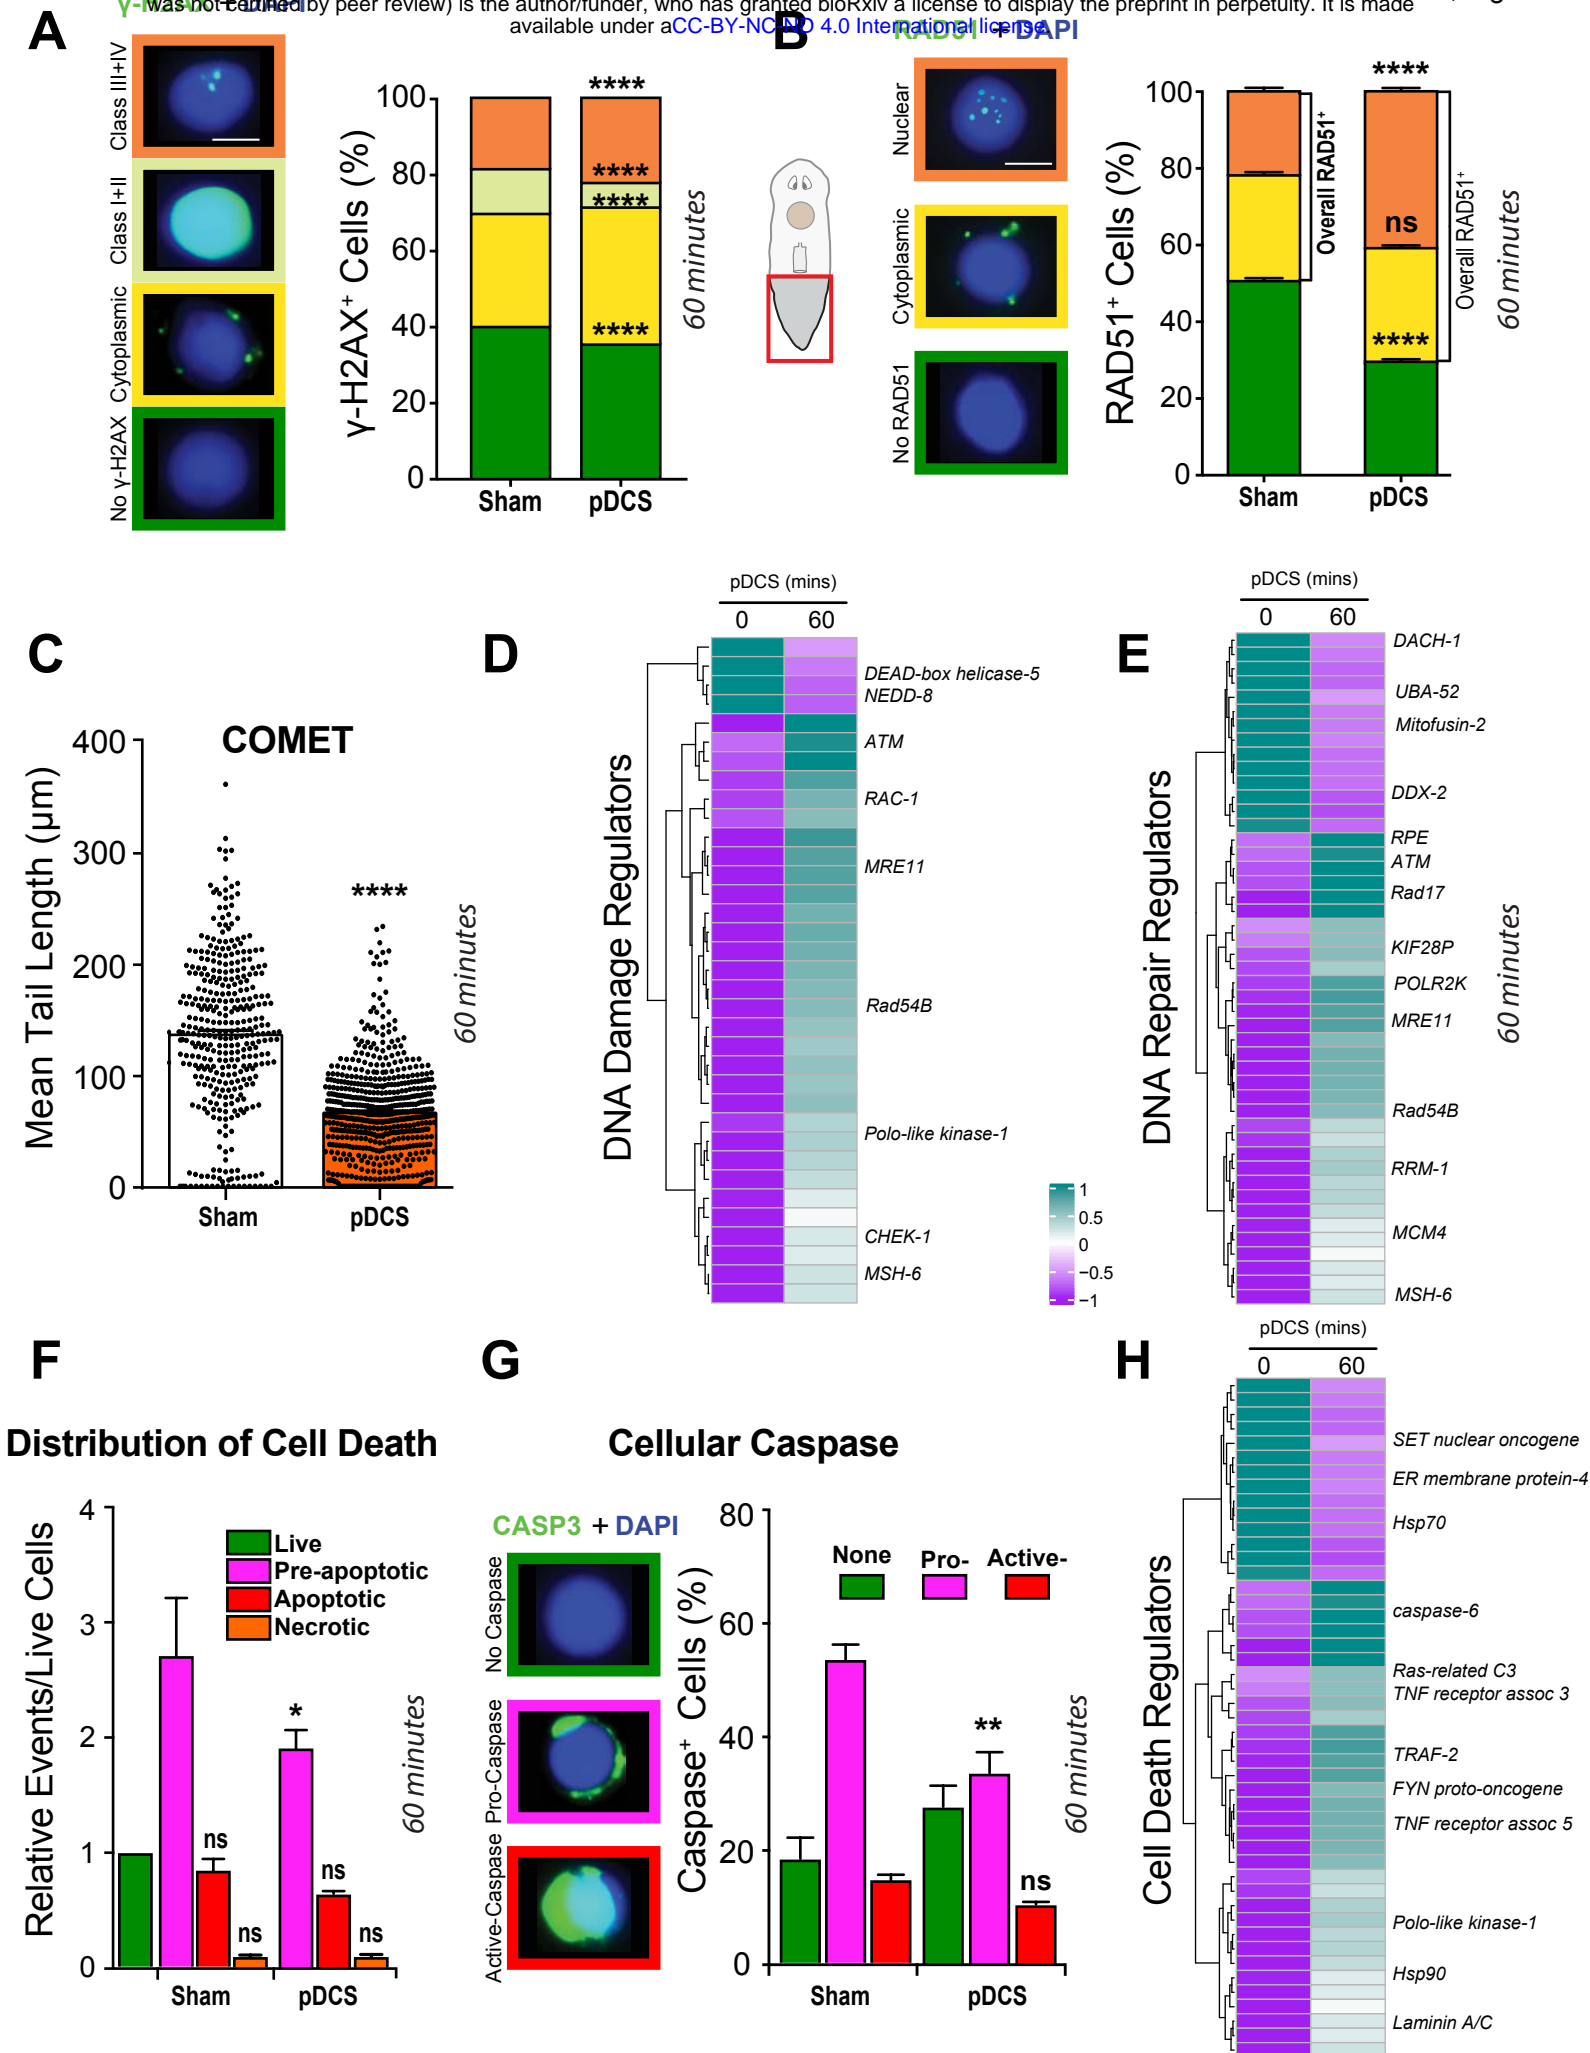 was not certified by peer review) is the author/funder, who has granted bioRxiv a license to display the preprint in perpetuity. It is made
available under aCC-BY-NC-ND 4.0 International license.
A
γ-H2AX + DAPI
Class III+IV
Class I+II
Cytoplasmic
No γ-H2AX
γ-H2AX+ Cells (%)
100
80
60
40
20
0
****
****
****
****
Sham
pDCS
60 minutes
B
RAD51 + DAPI
Nuclear
Cytoplasmic
No RAD51
RAD51+ Cells (%)
100
80
60
40
20
0
****
ns
****
Overall RAD51+
Overall RAD51+
Sham
pDCS
60 minutes
C
COMET
Mean Tail Length (µm)
400
300
200
100
0
****
Sham
pDCS
60 minutes
D
pDCS (mins)
0 60
DNA Damage Regulators
DEAD-box helicase-5
NEDD-8
ATM
RAC-1
MRE11
Rad54B
Polo-like kinase-1
CHEK-1
MSH-6
1
0.5
0
−0.5
−1
E
pDCS (mins)
0 60
DNA Repair Regulators
DACH-1
UBA-52
Mitofusin-2
DDX-2
RPE
ATM
Rad17
KIF28P
POLR2K
MRE11
Rad54B
RRM-1
MCM4
MSH-6
60 minutes
F
Distribution of Cell Death
Relative Events/Live Cells
4
3
2
1
0
Live
Pre-apoptotic
Apoptotic
Necrotic
ns
ns
*
ns
ns
Sham
pDCS
60 minutes
G
Cellular Caspase
CASP3 + DAPI
No Caspase
Pro-Caspase
Active-Caspase
Caspase+ Cells (%)
80
60
40
20
0
None Pro- Active-
**
ns
Sham
pDCS
60 minutes
H
pDCS (mins)
0 60
Cell Death Regulators
SET nuclear oncogene
ER membrane protein-4
Hsp70
caspase-6
Ras-related C3
TNF receptor assoc 3
TRAF-2
FYN proto-oncogene
TNF receptor assoc 5
Polo-like kinase-1
Hsp90
Laminin A/C